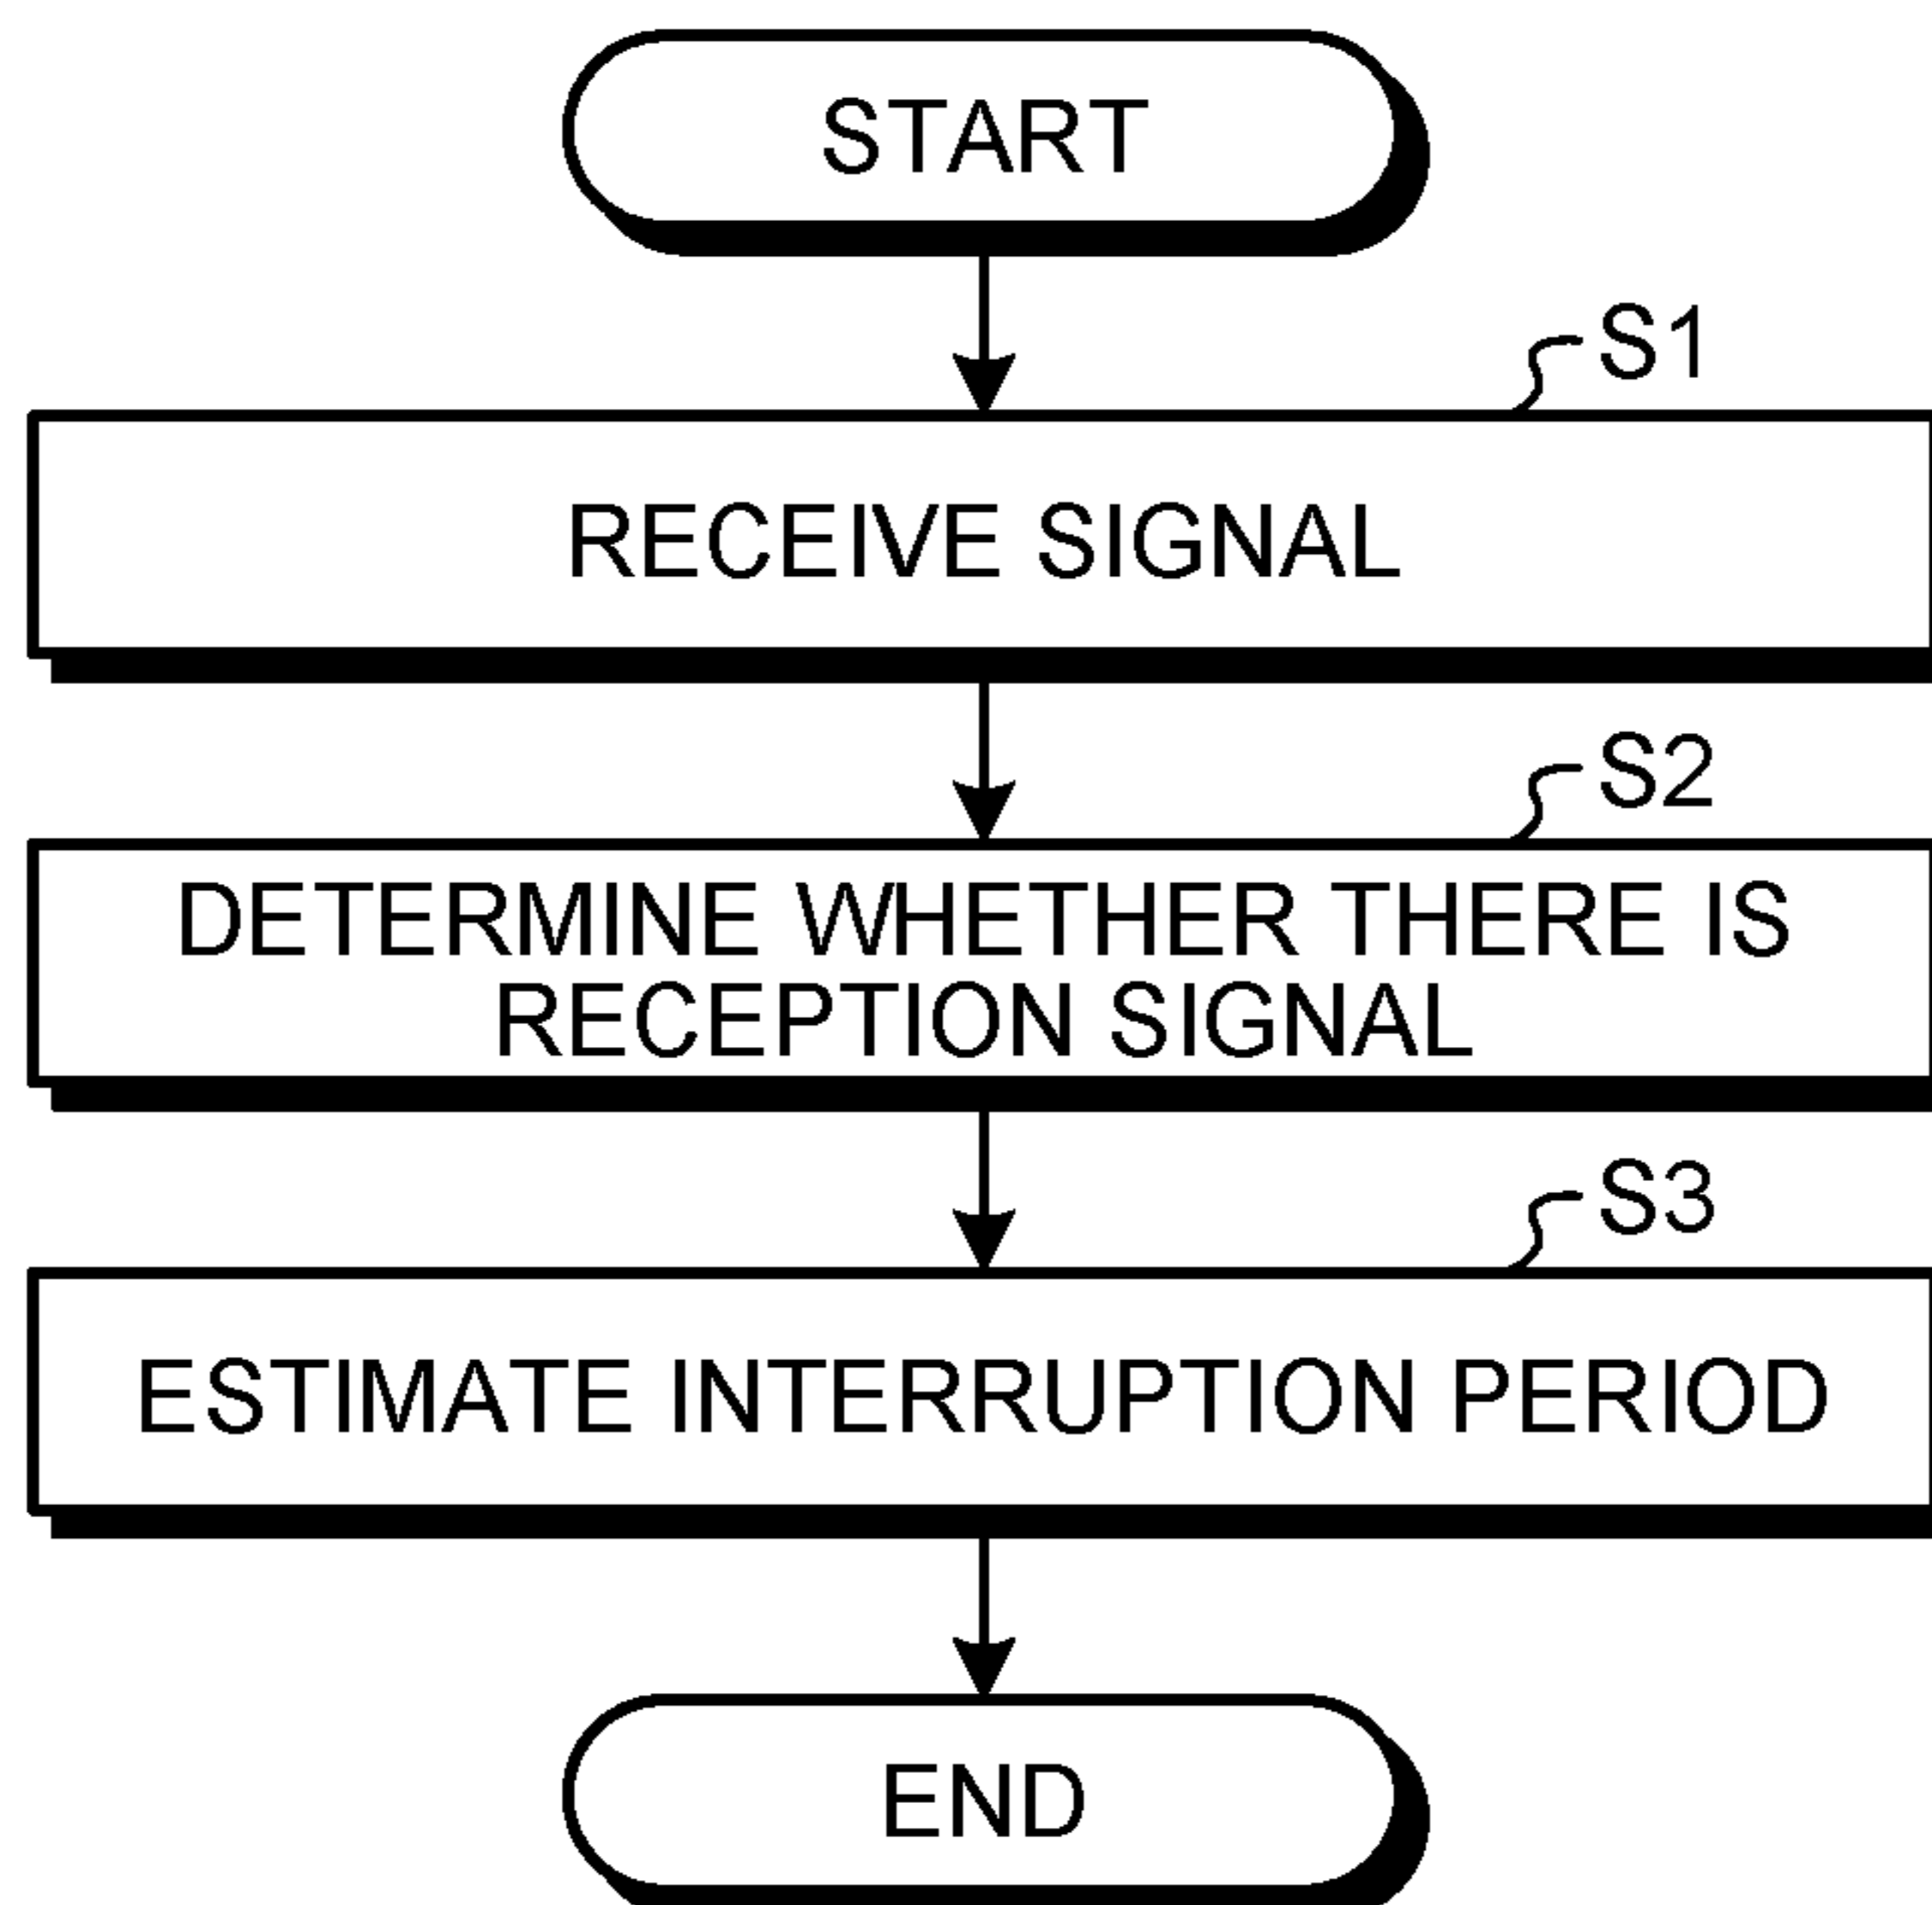 START
S1
RECEIVE SIGNAL
S2
DETERMINE WHETHER THERE IS
RECEPTION SIGNAL
S3
ESTIMATE INTERRUPTION PERIOD
END